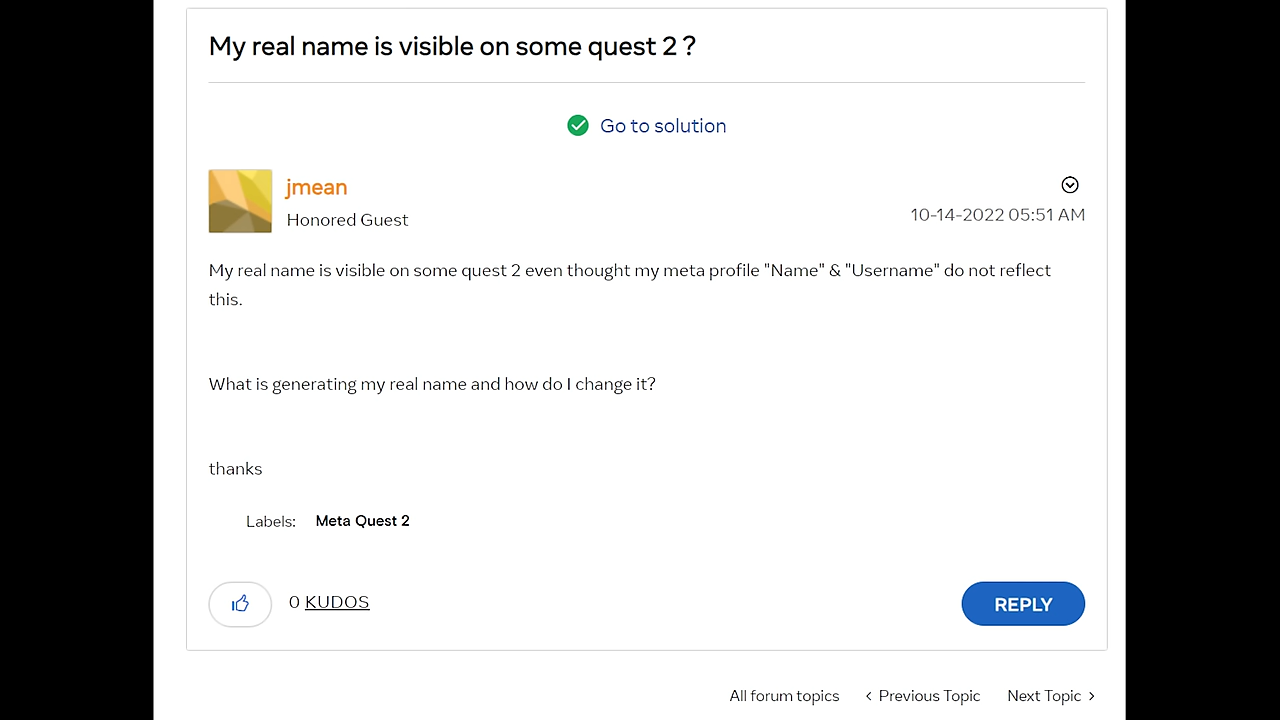 My real name is visible on some quest 2 ?
Go to solution
jmean
Honored Guest
10-14-2022 05:51 AM
My real name is visible on some quest 2 even thought my meta profile "Name" & "Username" do not reflect
this.
What is generating my real name and how do I change it?
thanks
Labels: Meta Quest 2
0 KUDOS
REPLY
All forum topics < Previous Topic Next Topic >